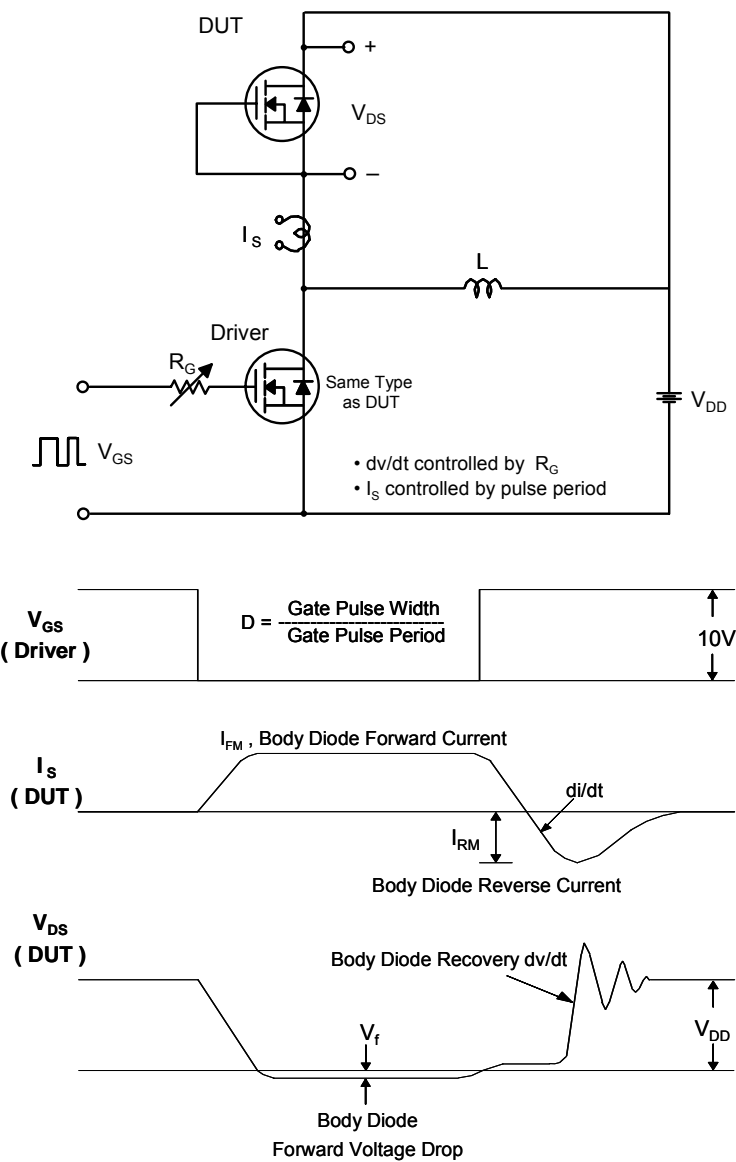 DUT
+
V_DS
−
I_S
L
Driver
R_G
Same Type
as DUT
V_DD
V_GS
• dv/dt controlled by R_G
• I_S controlled by pulse period
V_GS
( Driver )
D = Gate Pulse Width
Gate Pulse Period
10V
I_FM , Body Diode Forward Current
I_S
( DUT )
di/dt
I_RM
Body Diode Reverse Current
V_DS
( DUT )
Body Diode Recovery dv/dt
V_f
V_DD
Body Diode
Forward Voltage Drop